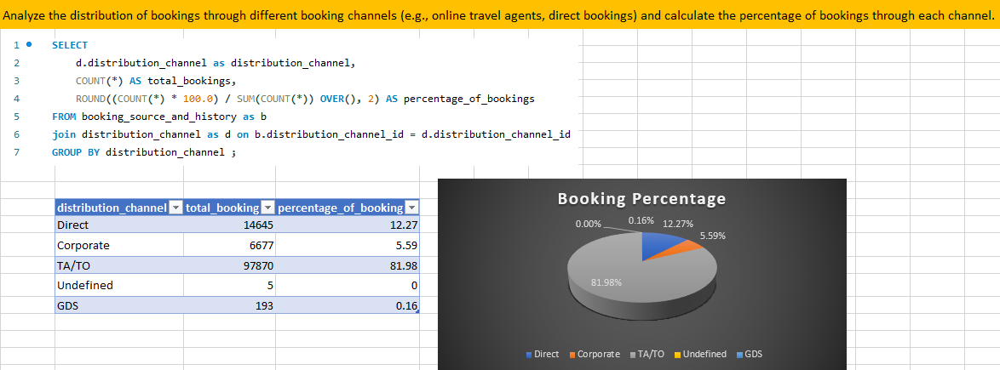 Analyze the distribution of bookings through different booking channels (e.g., online travel agents, direct bookings) and calculate the percentage of bookings through each channel.
1 SELECT
2 d.distribution_channel as distribution_channel,
3 COUNT(*) AS total_bookings,
4 ROUND((COUNT(*) * 100.0) / SUM(COUNT(*)) OVER(), 2) AS percentage_of_bookings
5 FROM booking_source_and_history as b
6 join distribution_channel as d on b.distribution_channel_id = d.distribution_channel_id
7 GROUP BY distribution_channel ;
distribution_channel total_booking percentage_of_booking
Direct 14645 12.27
Corporate 6677 5.59
TA/TO 97870 81.98
Undefined 5 0
GDS 193 0.16
Booking Percentage
0.00% 0.16% 12.27%
5.59%
81.98%
Direct Corporate TA/TO Undefined GDS